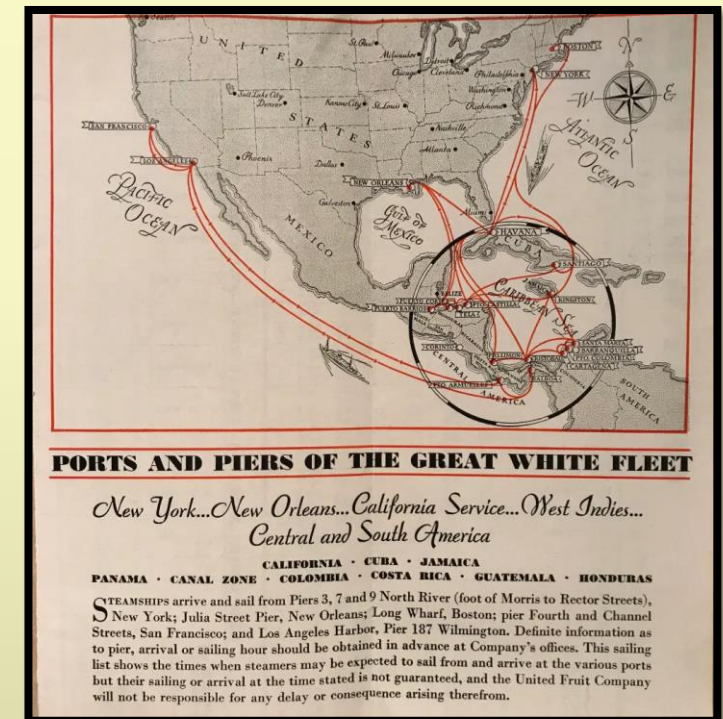 Seattle
UNITED
STATES
St. Paul
Milwaukee
Chicago
Detroit
Cleveland
BOSTON
NEW YORK
Philadelphia
Washington
Richmond
Salt Lake City
Denver
Kansas City
St. Louis
Nashville
Atlanta
SAN FRANCISCO
LOS ANGELES
Phoenix
Dallas
NEW ORLEANS
Galveston
Miami
N
W
E
S
ATLANTIC
OCEAN
PACIFIC
OCEAN
GULF OF
MEXICO
MEXICO
HAVANA
CUBA
SANTIAGO
JAMAICA
KINGSTON
CARIBBEAN SEA
BELIZE
PUERTO BARRIOS
TELA
CORINTO
CENTRAL
AMERICA
SANTA MARTA
BARRANQUILLA
PTO. COLOMBIA
CARTAGENA
PTO. ARMUELLES
BALBOA
SOUTH
AMERICA
PORTS AND PIERS OF THE GREAT WHITE FLEET
New York...New Orleans...California Service...West Indies...
Central and South America
CALIFORNIA · CUBA · JAMAICA
PANAMA · CANAL ZONE · COLOMBIA · COSTA RICA · GUATEMALA · HONDURAS
STEAMSHIPS arrive and sail from Piers 3, 7 and 9 North River (foot of Morris to Rector Streets),
New York; Julia Street Pier, New Orleans; Long Wharf, Boston; pier Fourth and Channel
Streets, San Francisco; and Los Angeles Harbor, Pier 187 Wilmington. Definite information as
to pier, arrival or sailing hour should be obtained in advance at Company's offices. This sailing
list shows the times when steamers may be expected to sail from and arrive at the various ports
but their sailing or arrival at the time stated is not guaranteed, and the United Fruit Company
will not be responsible for any delay or consequence arising therefrom.